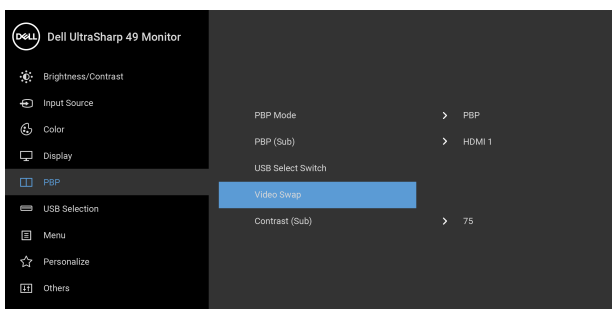 DELL Dell UltraSharp 49 Monitor
Brightness/Contrast
Input Source
Color
Display
PBP
USB Selection
Menu
Personalize
Others
PBP Mode > PBP
PBP (Sub) > HDMI 1
USB Select Switch
Video Swap
Contrast (Sub) > 75